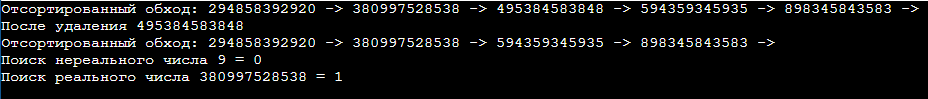 Отсортированный обход: 294858392920 -> 380997528538 -> 495384583848 -> 594359345935 -> 898345843583 ->
После удаления 495384583848
Отсортированный обход: 294858392920 -> 380997528538 -> 594359345935 -> 898345843583 ->
Поиск нереального числа 9 = 0
Поиск реального числа 380997528538 = 1